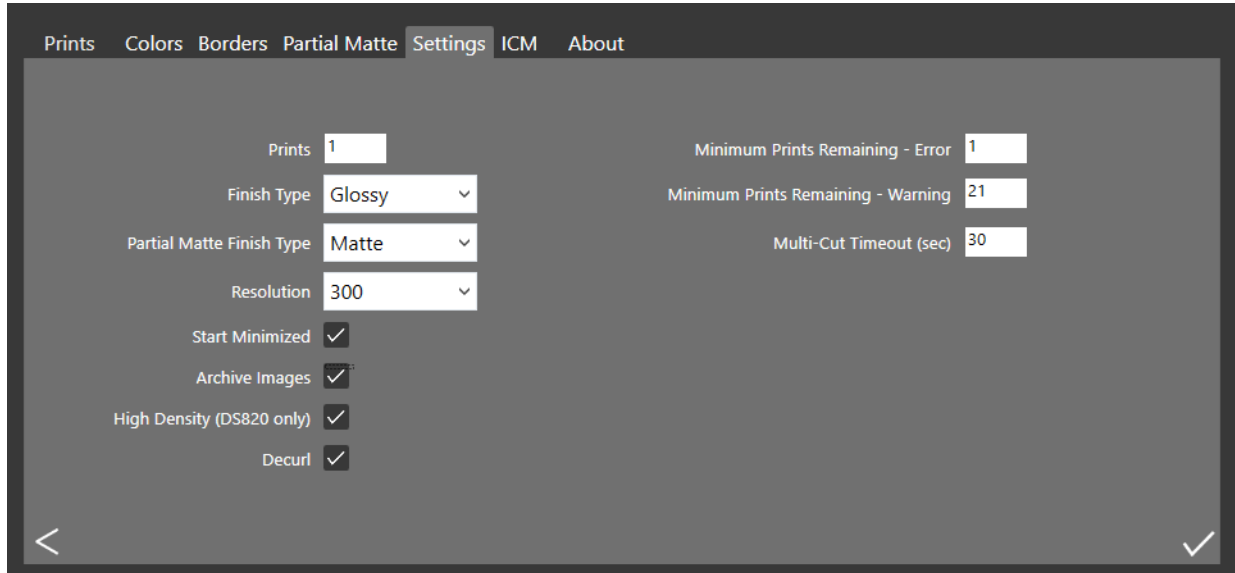 Prints Colors Borders Partial Matte Settings ICM About
Prints 1
Finish Type Glossy
Partial Matte Finish Type Matte
Resolution 300
Start Minimized
Archive Images
High Density (DS820 only)
Decurl
Minimum Prints Remaining - Error 1
Minimum Prints Remaining - Warning 21
Multi-Cut Timeout (sec) 30